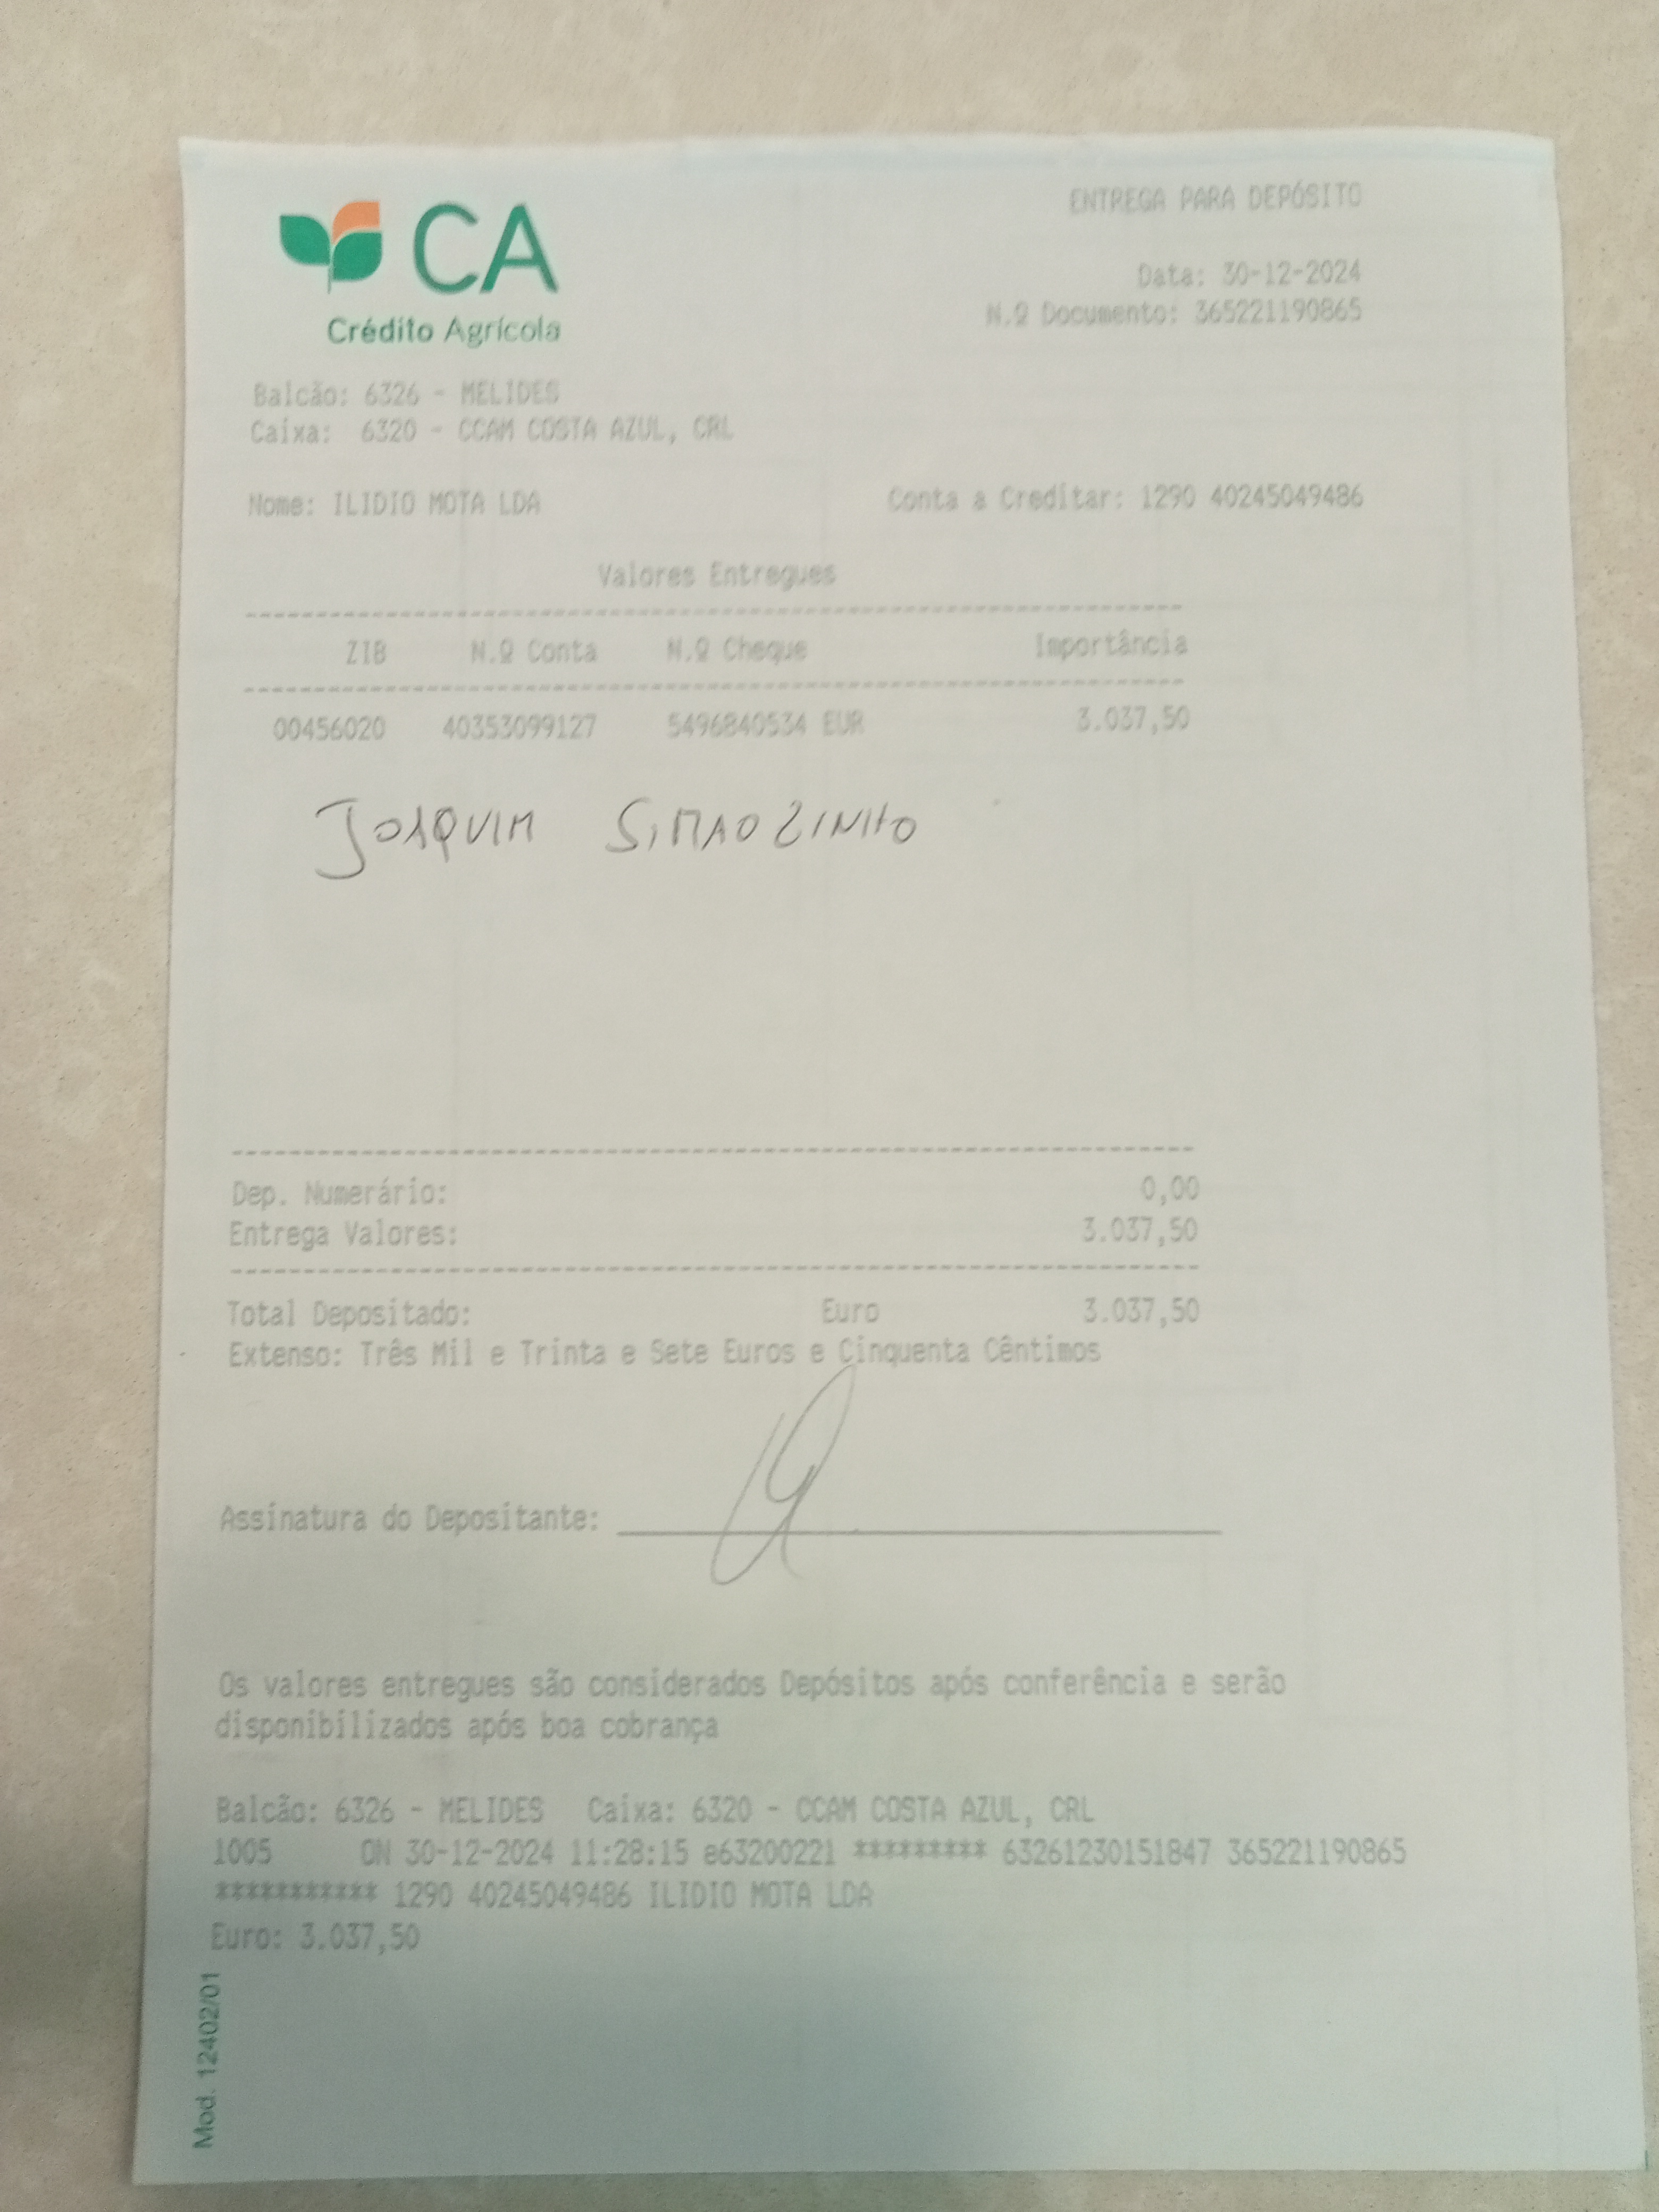 CA
Crédito Agrícola
ENTREGA PARA DEPÓSITO
Data: 30-12-2024
N.º Documento: 365221190865
Balcão: 6326 - MELIDES
Caixa: 6320 - CCAM COSTA AZUL, CRL
Nome: ILIDIO MOTA LDA Conta a Creditar: 1290 40245049486
Valores Entregues
ZIB N.º Conta N.º Cheque Importância
00456020 40353099127 5496840534 EUR 3.037,50
JOAQUIM SIMAOZINHO
Dep. Numerário: 0,00
Entrega Valores: 3.037,50
Total Depositado: Euro 3.037,50
Extenso: Três Mil e Trinta e Sete Euros e Cinquenta Cêntimos
Assinatura do Depositante:
Os valores entregues são considerados Depósitos após conferência e serão
disponibilizados após boa cobrança
Balcão: 6326 - MELIDES Caixa: 6320 - CCAM COSTA AZUL, CRL
1005 ON 30-12-2024 11:28:15 e63200221 ********* 63261230151847 365221190865
*********** 1290 40245049486 ILIDIO MOTA LDA
Euro: 3.037,50
Mod. 12402/01